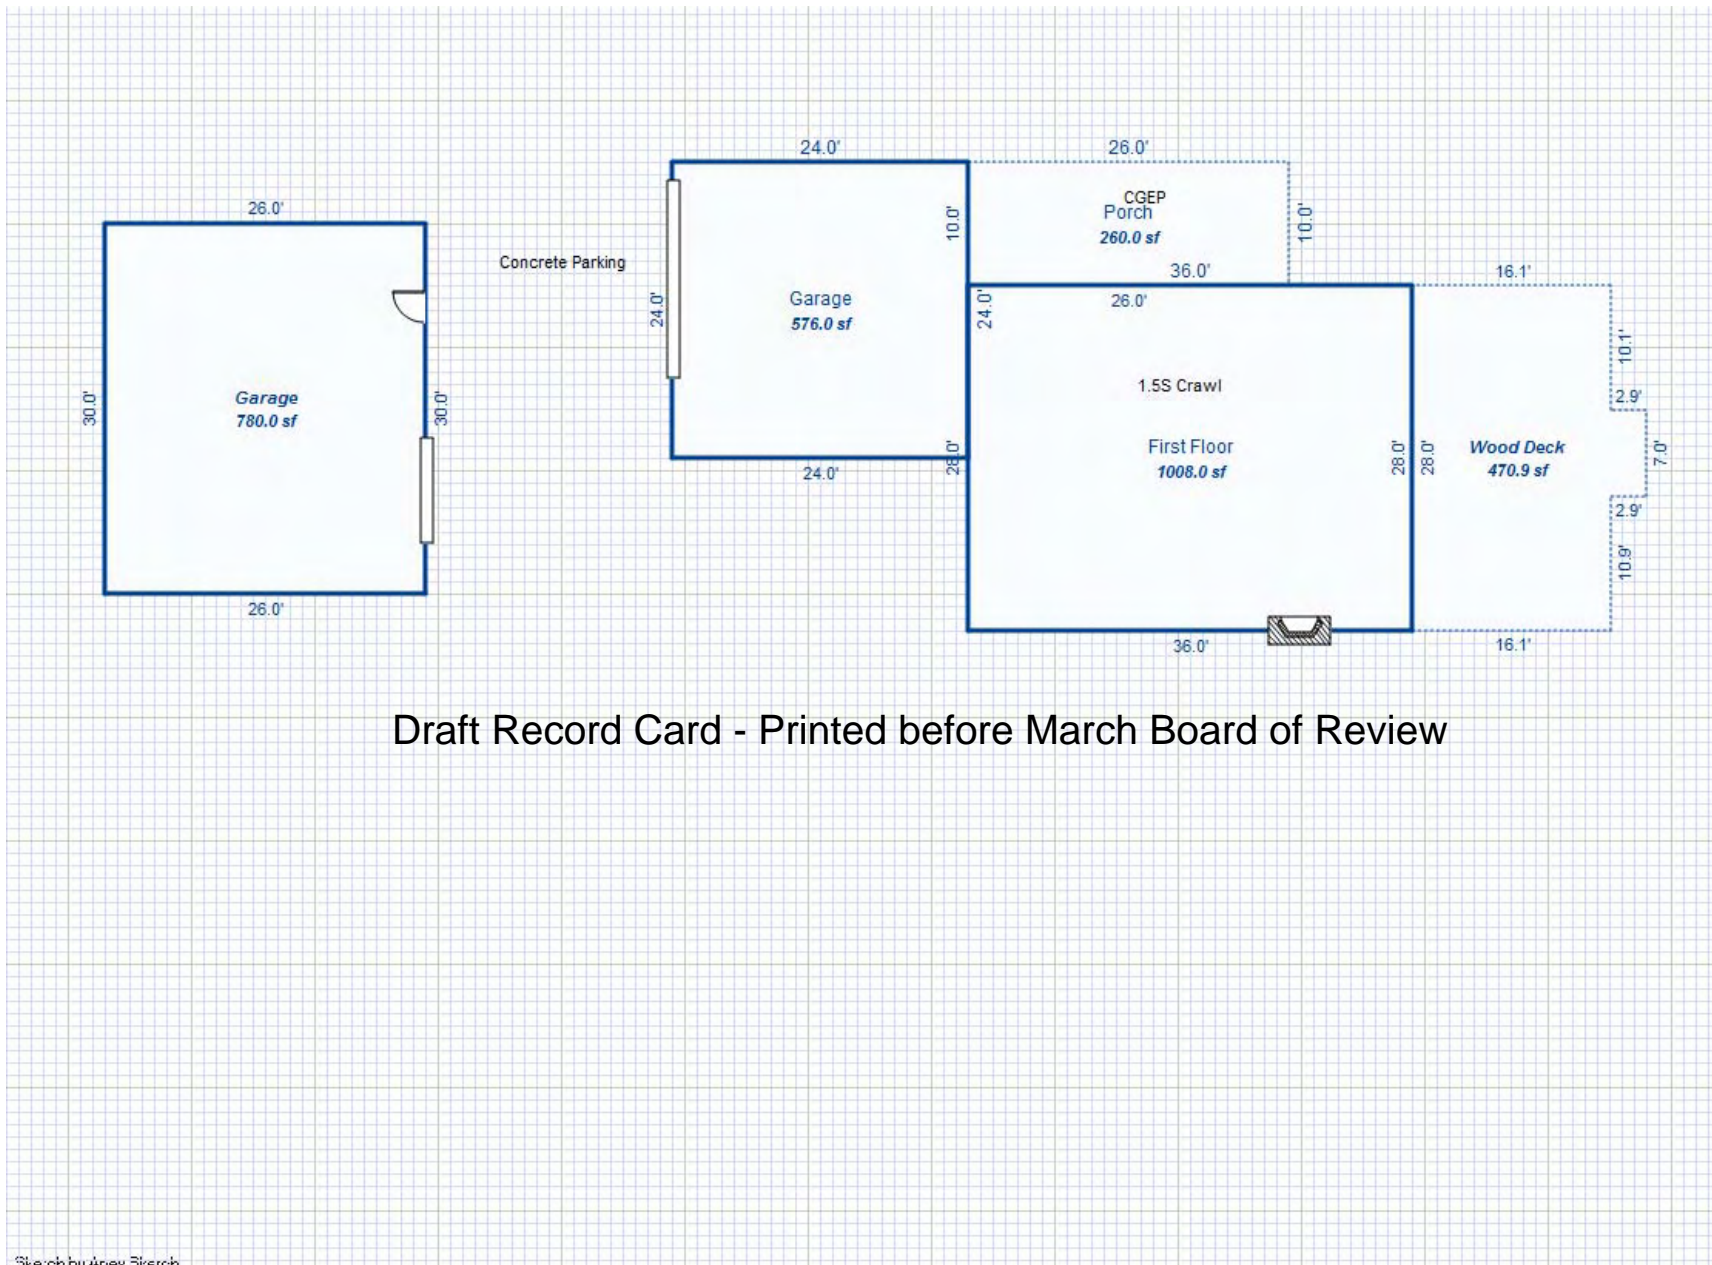 24.0'
26.0'
26.0'
CGEP
Porch
260.0 sf
10.0'
10.0'
Concrete Parking
36.0'
16.1'
24.0'
Garage
576.0 sf
24.0'
26.0'
10.1'
1.5S Crawl
2.9'
30.0'
Garage
780.0 sf
30.0'
First Floor
1008.0 sf
28.0'
28.0'
28.0'
Wood Deck
470.9 sf
7.0'
24.0'
2.9'
10.9'
26.0'
36.0'
16.1'
Draft Record Card - Printed before March Board of Review
Sketch by Apex Sketch